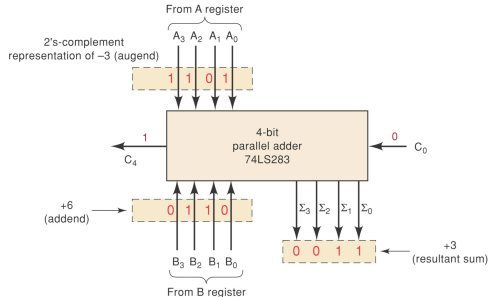 From A register
A3 A2 A1 A0
2's-complement
representation of –3 (augend)
1 1 0 1
4-bit
parallel adder
74LS283
1
C4
0
C0
Σ3 Σ2 Σ1 Σ0
+6
(addend)
0 1 1 0
0 0 1 1
+3
(resultant sum)
B3 B2 B1 B0
From B register